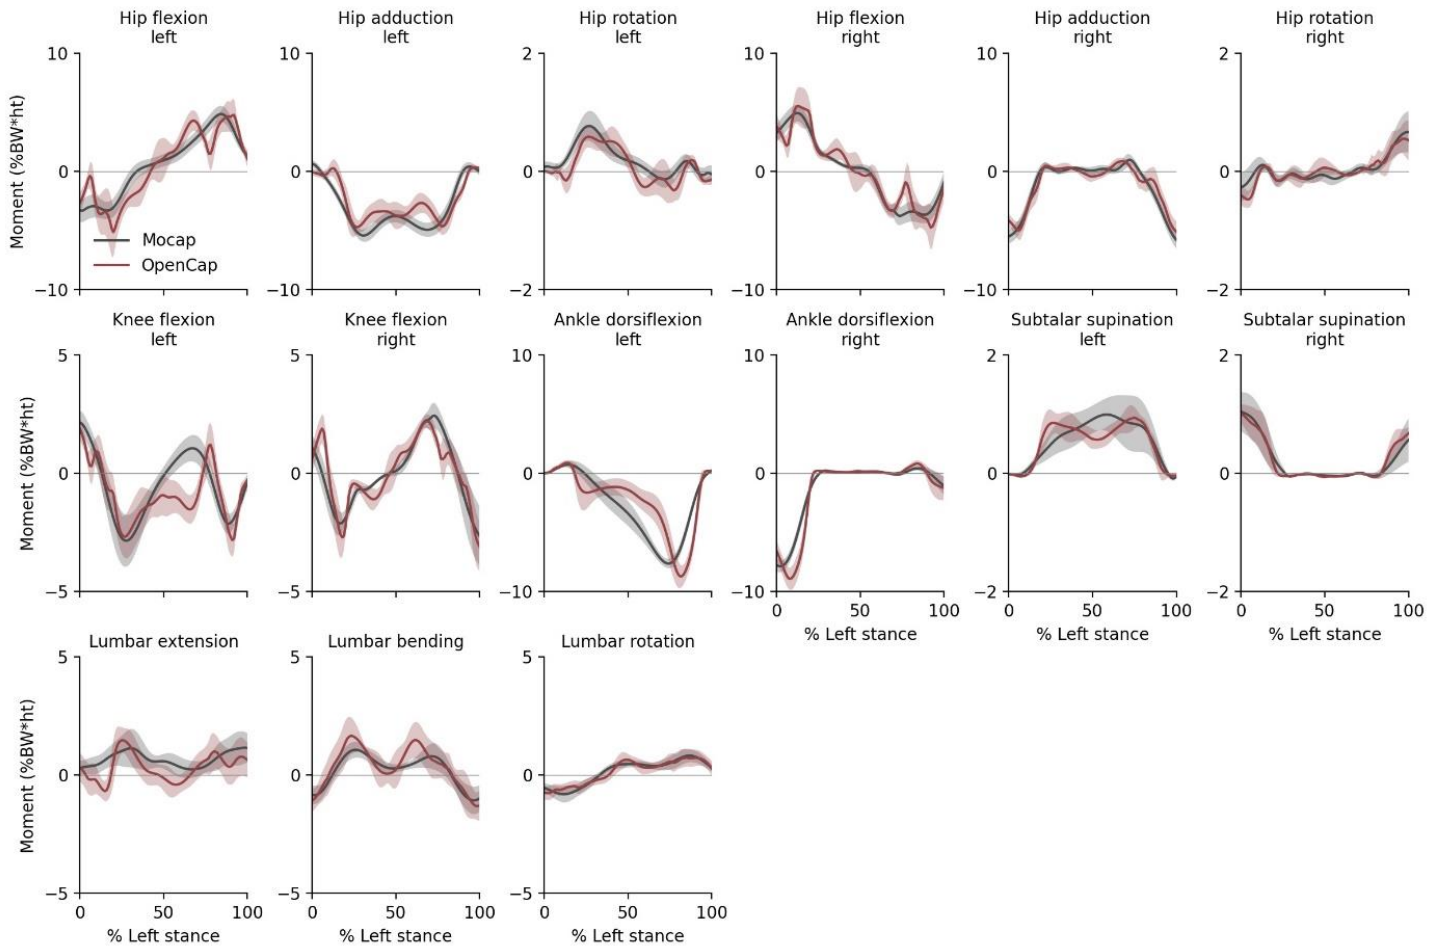 Hip flexion
left
Hip adduction
left
Hip rotation
left
Hip flexion
right
Hip adduction
right
Hip rotation
right
Moment (%BW*ht)
10
0
−10
10
0
−10
2
0
−2
10
0
−10
10
0
−10
2
0
−2
Mocap
OpenCap
Knee flexion
left
Knee flexion
right
Ankle dorsiflexion
left
Ankle dorsiflexion
right
Subtalar supination
left
Subtalar supination
right
Moment (%BW*ht)
5
0
−5
5
0
−5
10
0
−10
10
0
−10
2
0
−2
2
0
−2
0 50 100
0 50 100
0 50 100
% Left stance
% Left stance
% Left stance
Lumbar extension
Lumbar bending
Lumbar rotation
Moment (%BW*ht)
5
0
−5
5
0
−5
5
0
−5
0 50 100
0 50 100
0 50 100
% Left stance
% Left stance
% Left stance